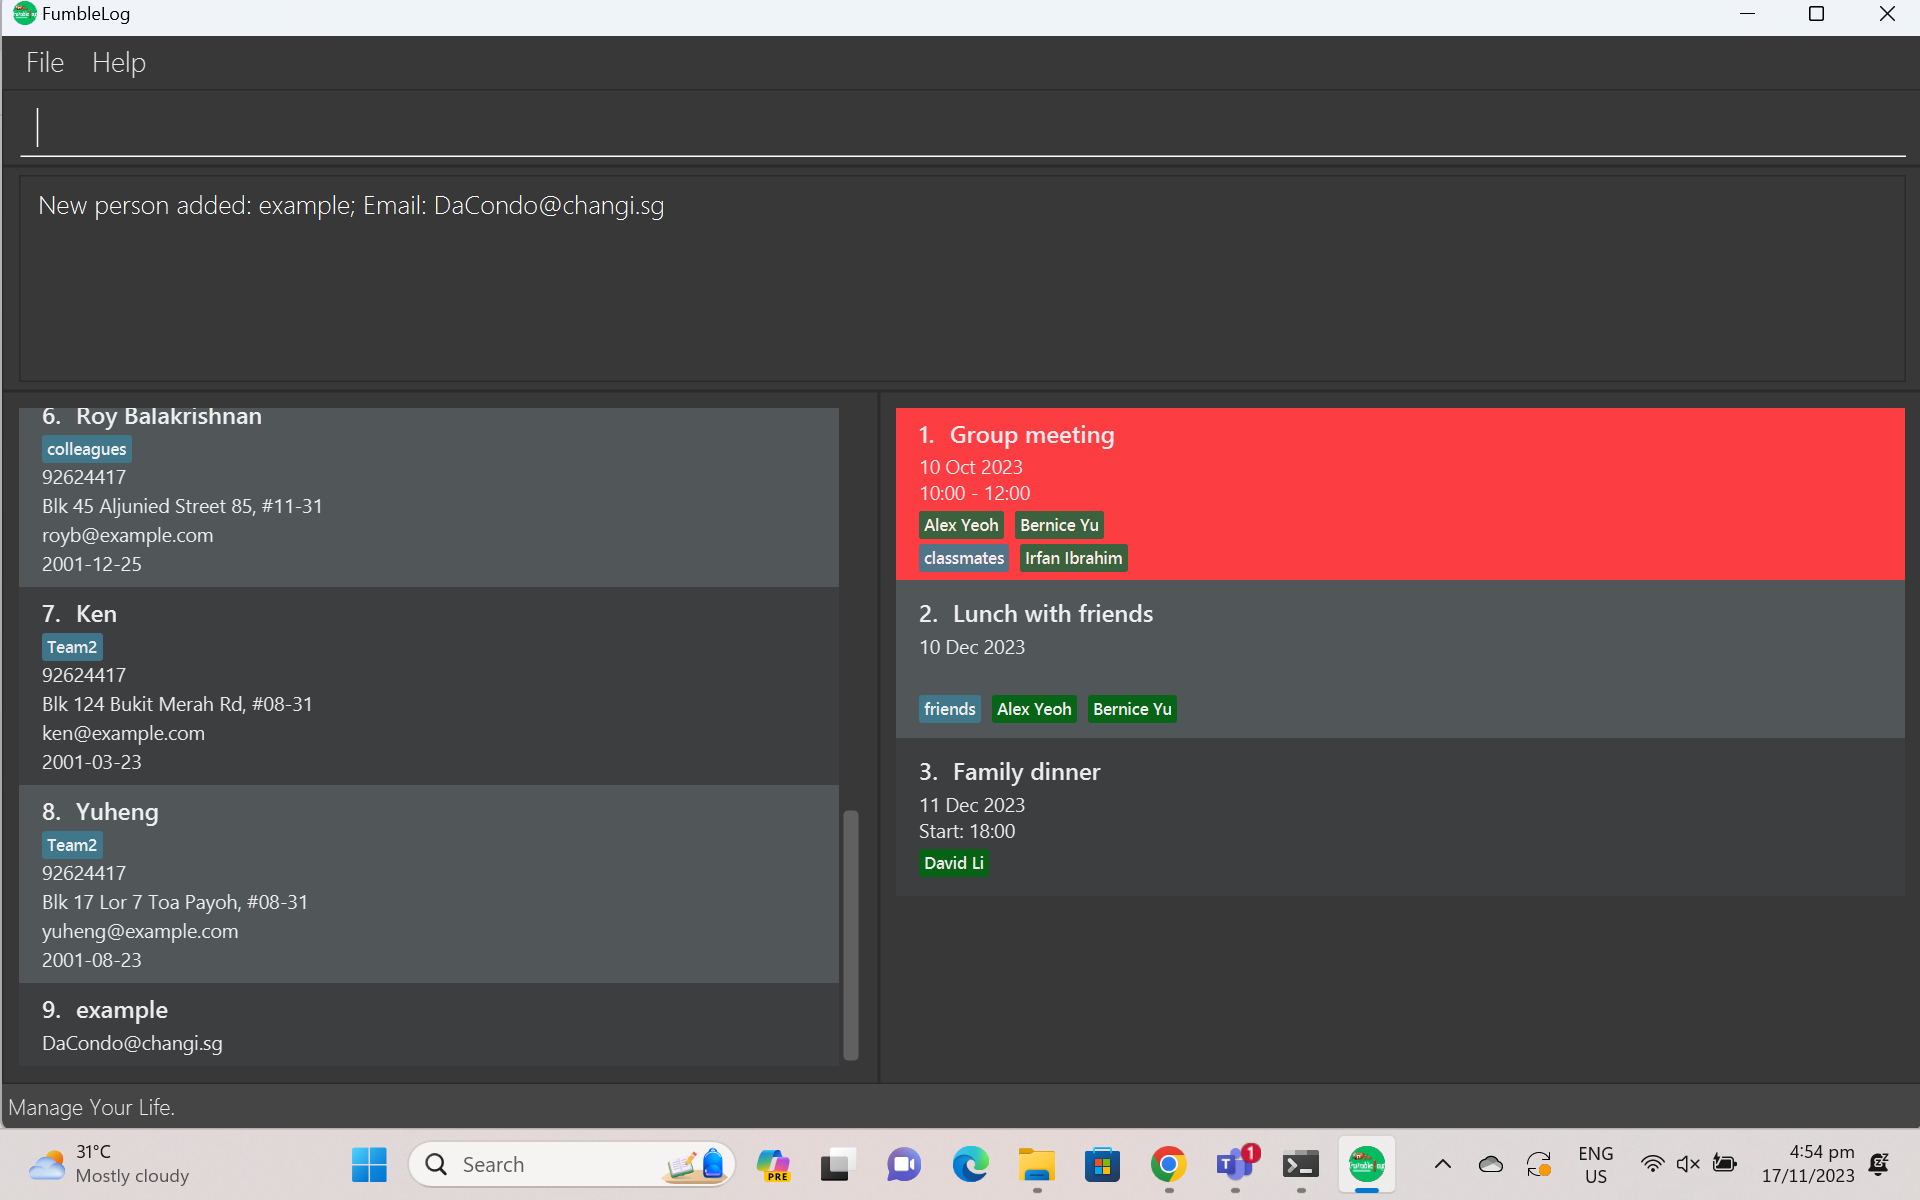 FumbleLog
File Help
New person added: example; Email: DaCondo@changi.sg
6. Roy Balakrishnan
colleagues
92624417
Blk 45 Aljunied Street 85, #11-31
royb@example.com
2001-12-25
7. Ken
Team2
92624417
Blk 124 Bukit Merah Rd, #08-31
ken@example.com
2001-03-23
8. Yuheng
Team2
92624417
Blk 17 Lor 7 Toa Payoh, #08-31
yuheng@example.com
2001-08-23
9. example
DaCondo@changi.sg
1. Group meeting
10 Oct 2023
10:00 - 12:00
Alex Yeoh Bernice Yu
classmates Irfan Ibrahim
2. Lunch with friends
10 Dec 2023
friends Alex Yeoh Bernice Yu
3. Family dinner
11 Dec 2023
Start: 18:00
David Li
Manage Your Life.
31°C
Mostly cloudy
Search
PRE
1
ENG
US
4:54 pm
17/11/2023